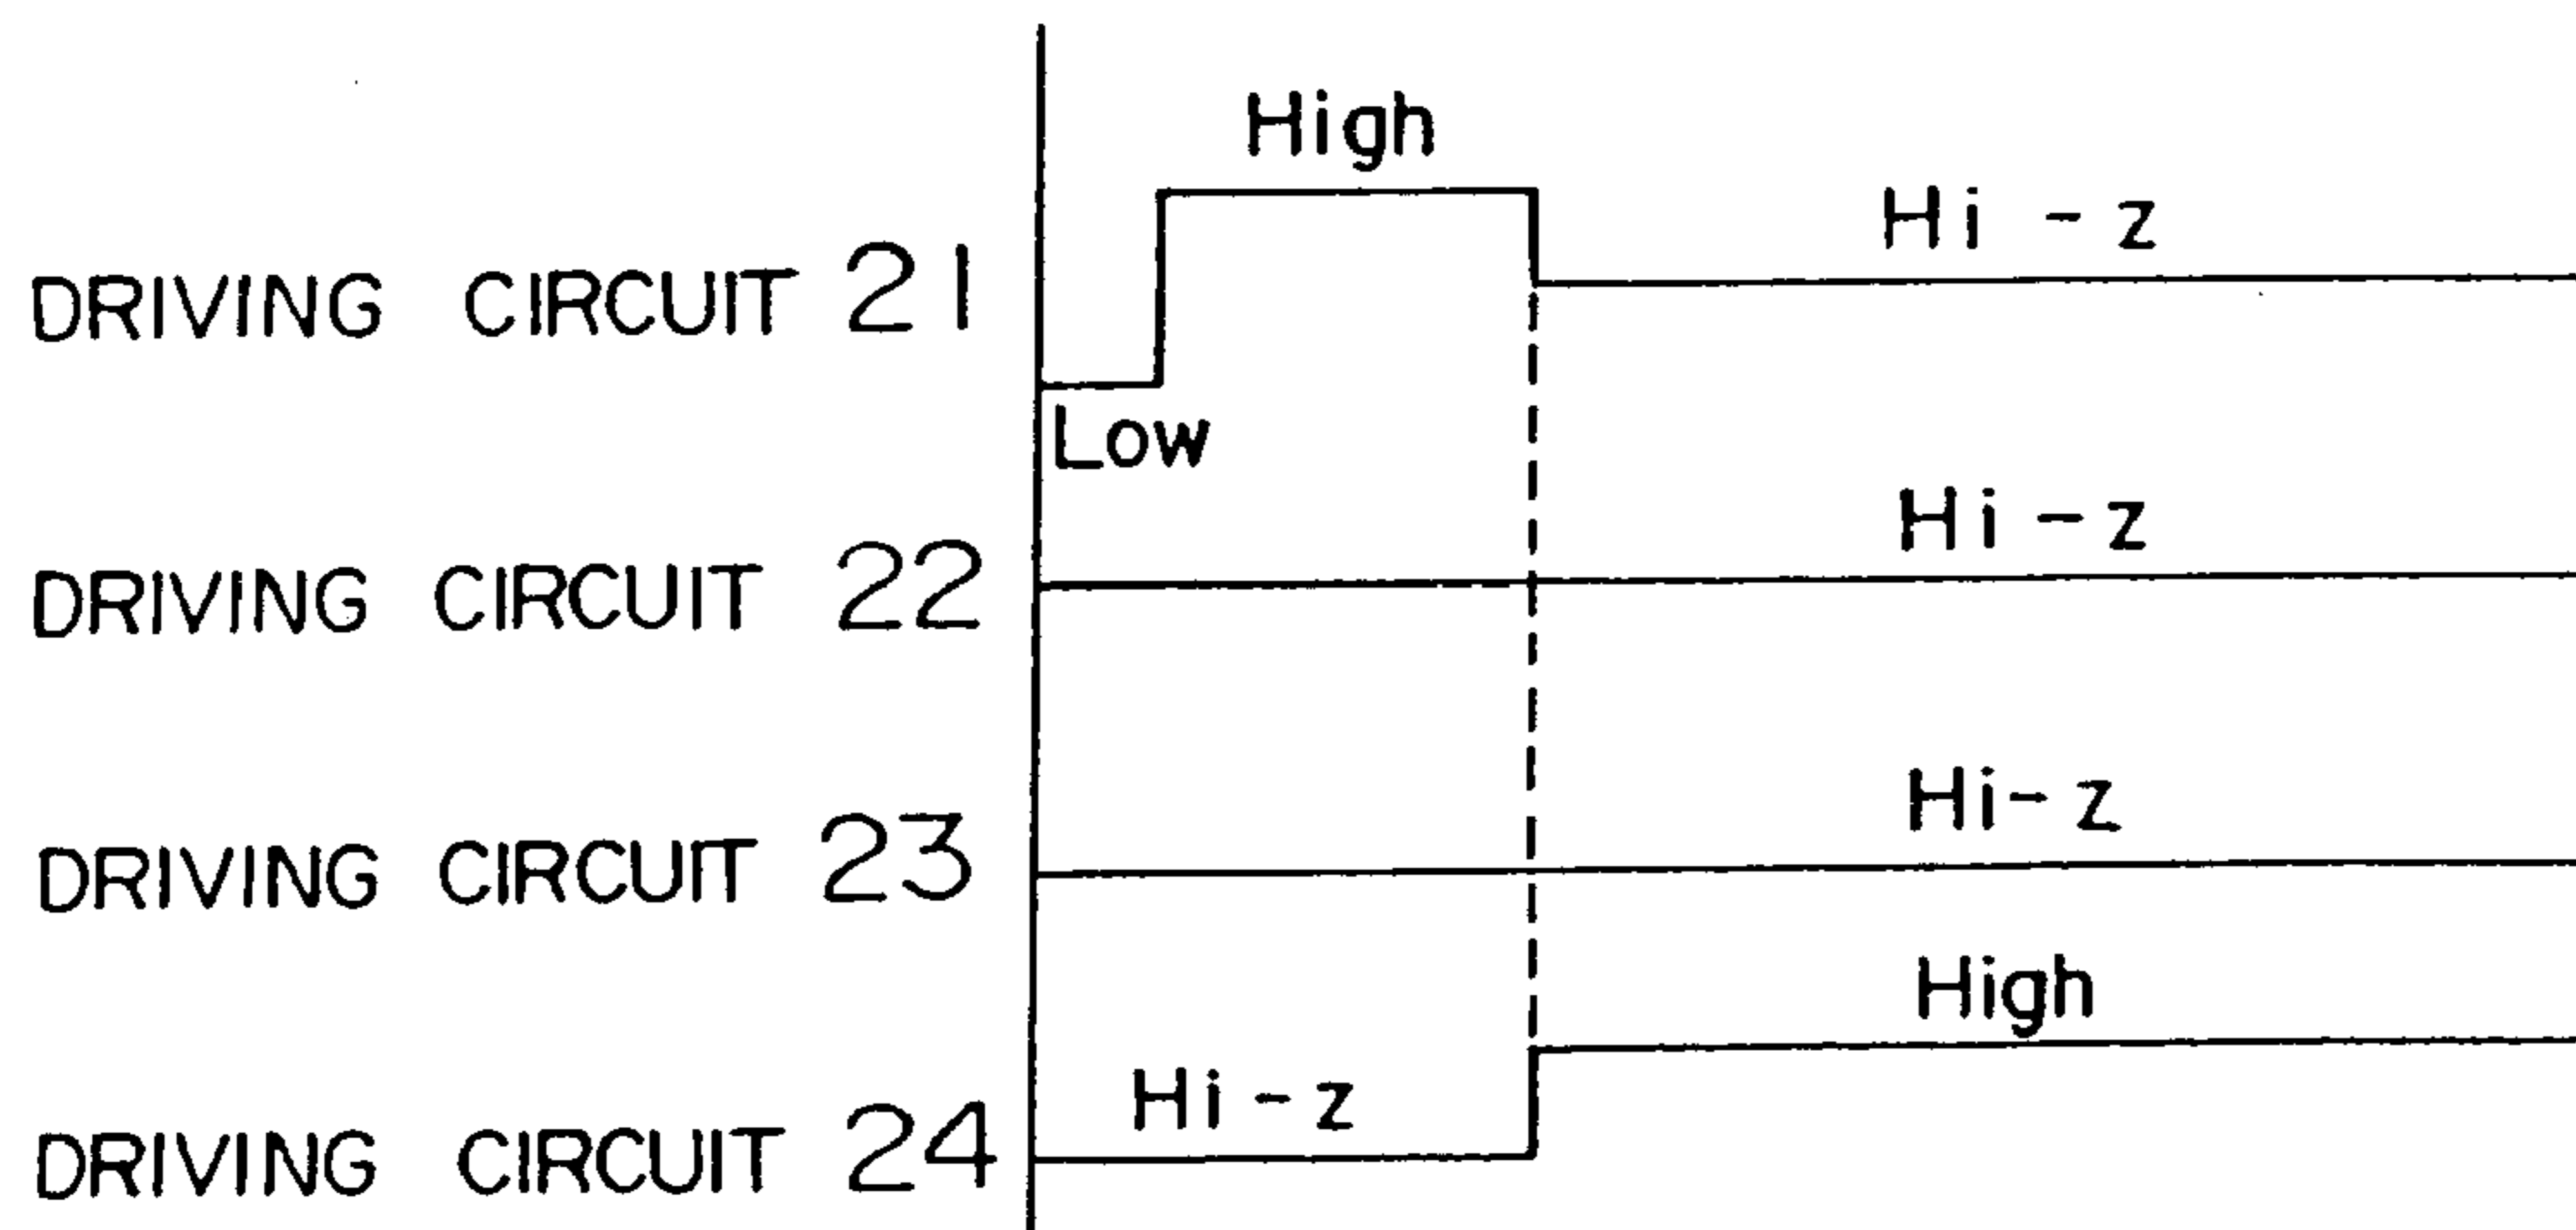 High
Hi - z
DRIVING CIRCUIT 21
Low
Hi - z
DRIVING CIRCUIT 22
Hi - z
DRIVING CIRCUIT 23
High
Hi - z
DRIVING CIRCUIT 24